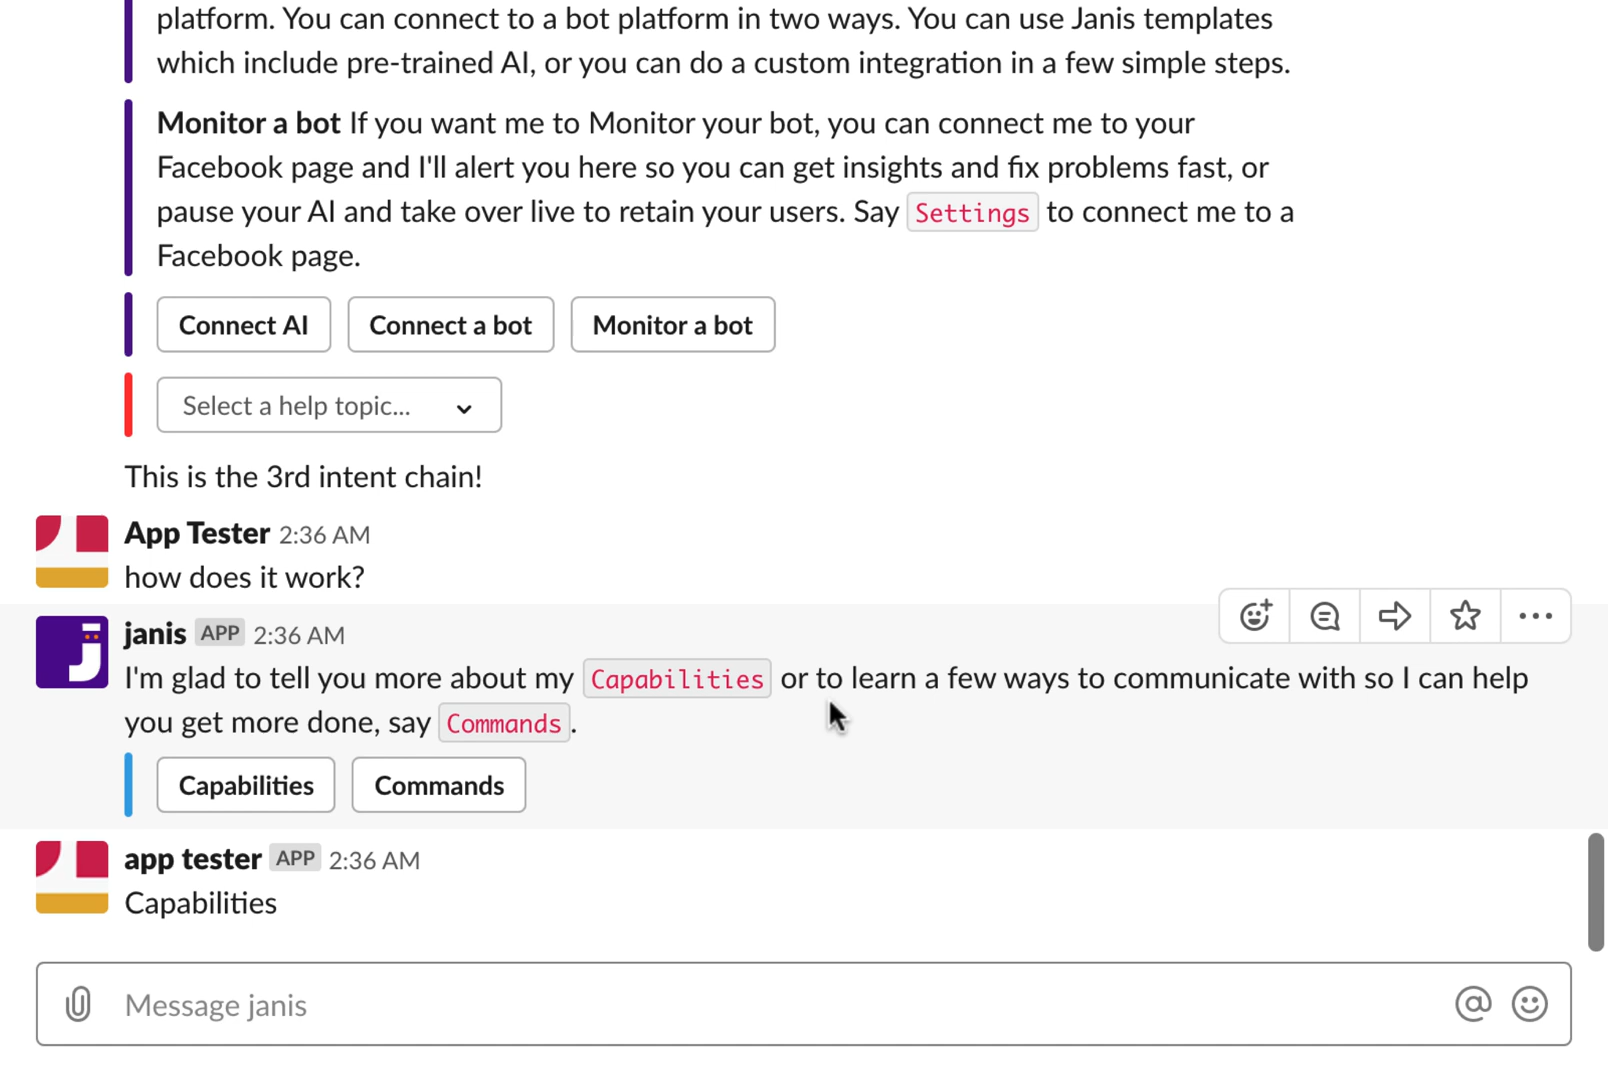 platform. You can connect to a bot platform in two ways. You can use Janis templates
which include pre-trained AI, or you can do a custom integration in a few simple steps.
Monitor a bot If you want me to Monitor your bot, you can connect me to your
Facebook page and I'll alert you here so you can get insights and fix problems fast, or
pause your AI and take over live to retain your users. Say Settings to connect me to a
Facebook page.
Connect AI Connect a bot Monitor a bot
Select a help topic...
This is the 3rd intent chain!
App Tester 2:36 AM
how does it work?
janis APP 2:36 AM
I'm glad to tell you more about my Capabilities or to learn a few ways to communicate with so I can help
you get more done, say Commands.
Capabilities Commands
app tester APP 2:36 AM
Capabilities
Message janis